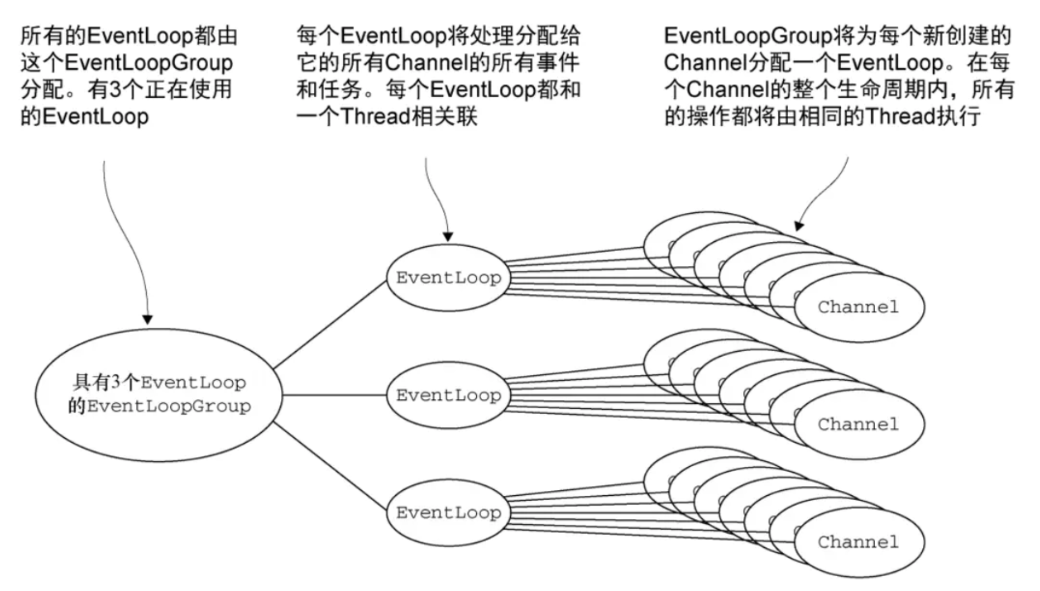 所有的EventLoop都由
这个EventLoopGroup
分配。有3个正在使用
的EventLoop
每个EventLoop将处理分配给
它的所有Channel的所有事件
和任务。每个EventLoop都和
一个Thread相关联
EventLoopGroup将为每个新创建的
Channel分配一个EventLoop。在每
个Channel的整个生命周期内，所有
的操作都将由相同的Thread执行
EventLoop
Channel
具有3个EventLoop
的EventLoopGroup
EventLoop
Channel
EventLoop
Channel